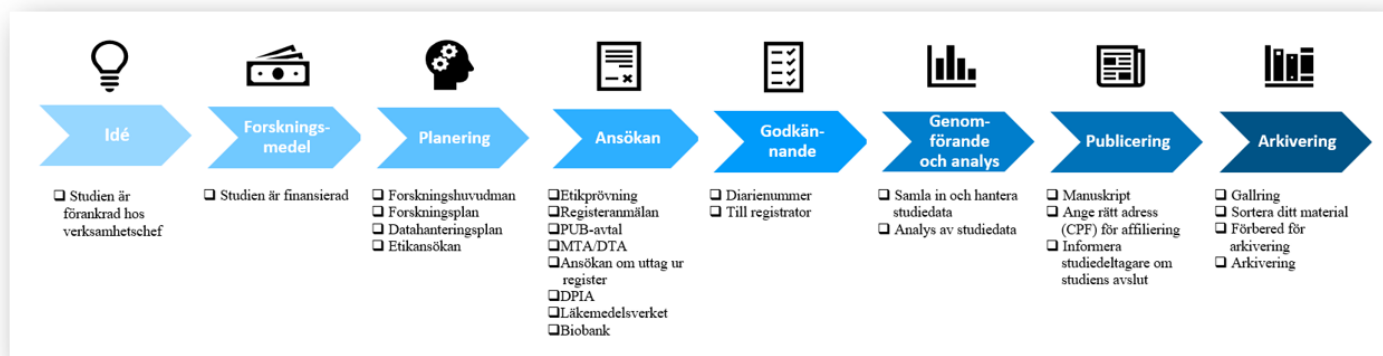 Idé
Forsknings-
medel
Planering
Ansökan
Godkän-
nande
Genom-
förande
och analys
Publicering
Arkivering
❑ Studien är
förankrad hos
verksamhetschef
❑ Studien är finansierad
❑ Forskningshuvudman
❑ Forskningsplan
❑ Datahanteringsplan
❑ Etikansökan
❑Etikprövning
❑Registeranmälan
❑PUB-avtal
❑MTA/DTA
❑Ansökan om uttag ur
register
❑DPIA
❑Läkemedelsverket
❑Biobank
❑ Diarienummer
❑ Till registrator
❑ Samla in och hantera
studiedata
❑ Analys av studiedata
❑ Manuskript
❑ Ange rätt adress
(CPF) för affiliering
❑ Informera
studiedeltagare om
studiens avslut
❑ Gallring
❑ Sortera ditt material
❑ Förbered för
arkivering
❑ Arkivering